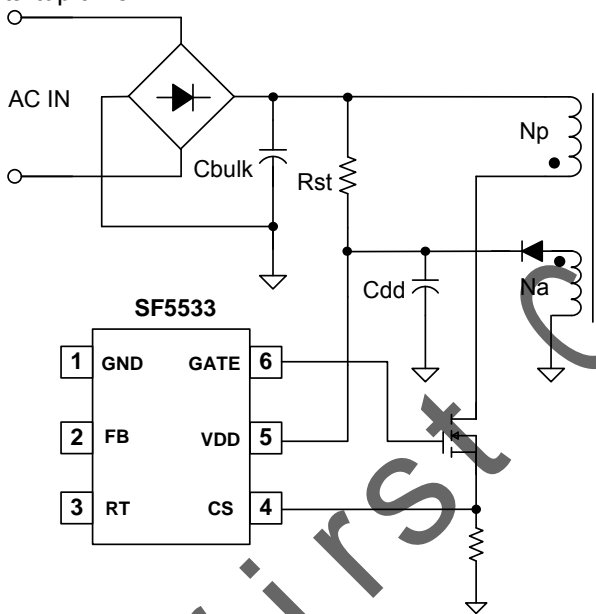 AC IN
Cbulk
Rst
Np
Cdd
Na
SF5533
1 GND GATE 6
2 FB VDD 5
3 RT CS 4
first